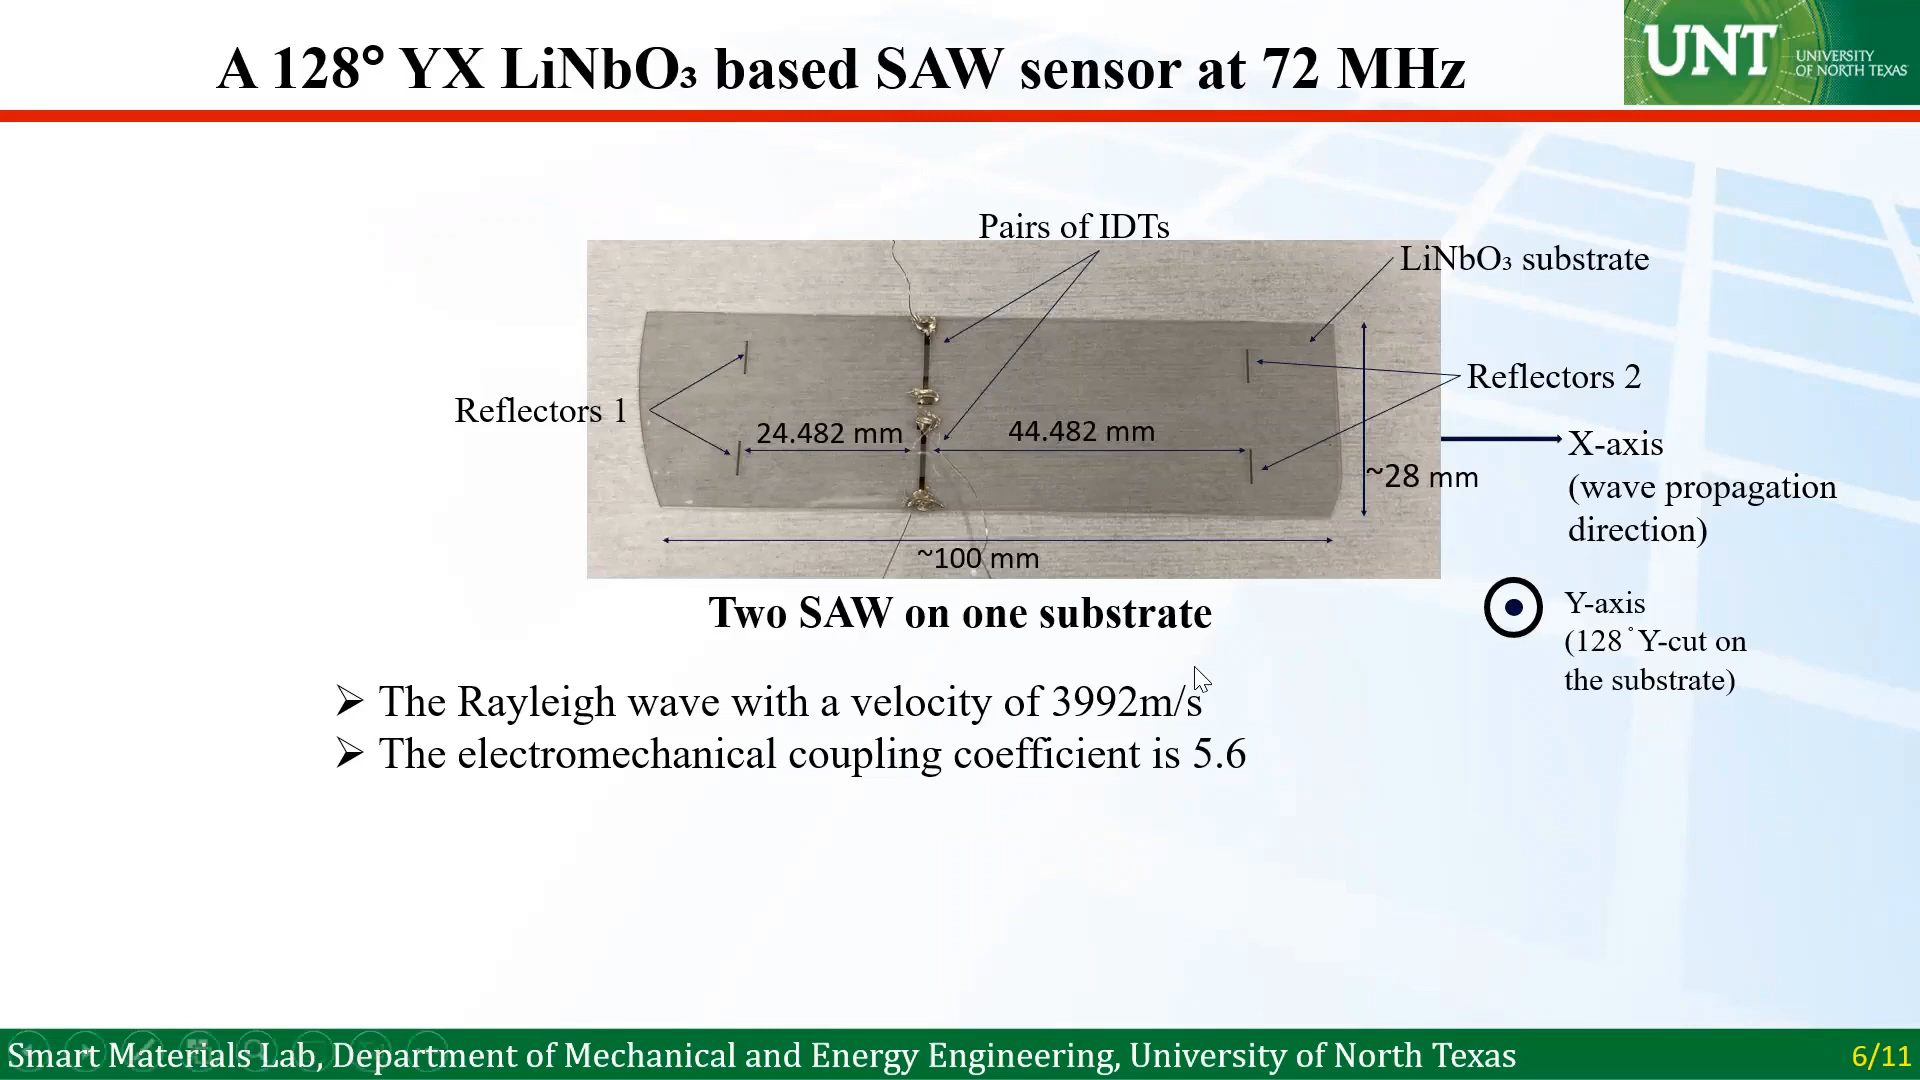 A 128° YX LiNbO₃ based SAW sensor at 72 MHz
UNT
UNIVERSITY
OF NORTH TEXAS
Pairs of IDTs
LiNbO₃ substrate
Reflectors 2
Reflectors 1
24.482 mm
44.482 mm
~28 mm
X-axis
(wave propagation
direction)
~100 mm
Two SAW on one substrate
Y-axis
(128°Y-cut on
the substrate)
➢ The Rayleigh wave with a velocity of 3992m/s
➢ The electromechanical coupling coefficient is 5.6
Smart Materials Lab, Department of Mechanical and Energy Engineering, University of North Texas
6/11